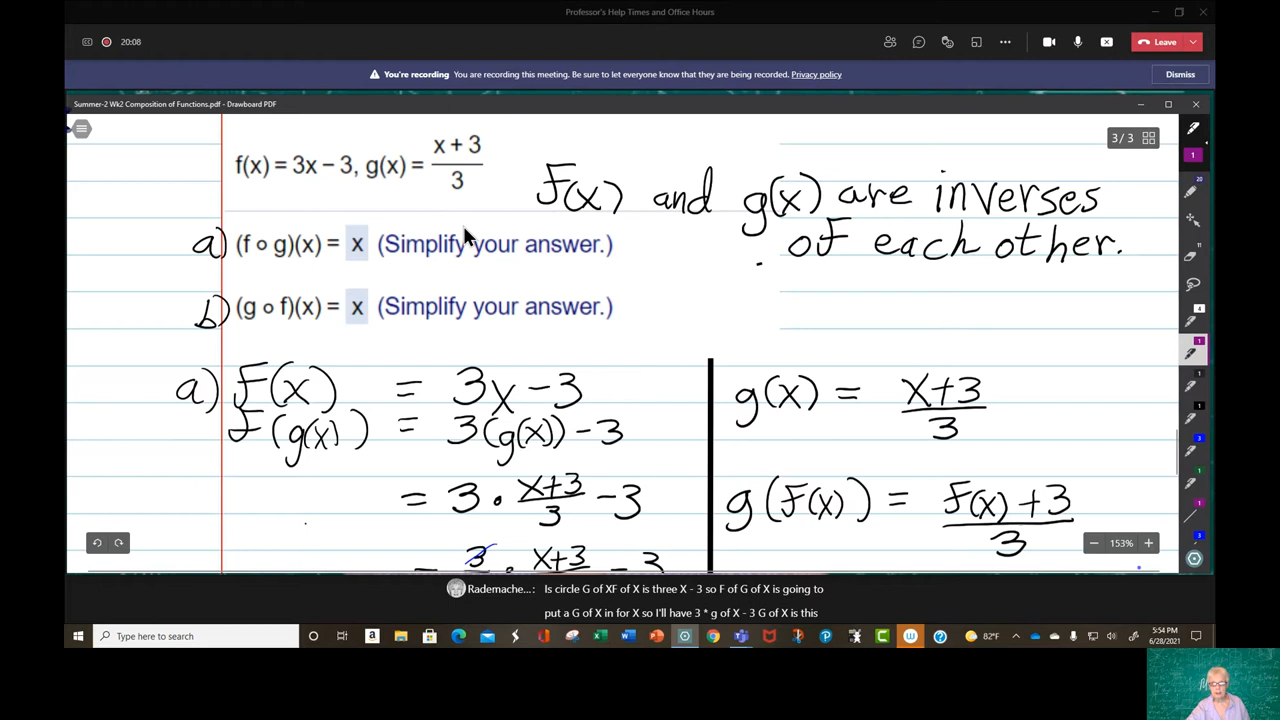 Professor's Help Times and Office Hours
20:08
Leave
You're recording You are recording this meeting. Be sure to let everyone know that they are being recorded. Privacy policy
Dismiss
Summer-2 Wk2 Composition of Functions.pdf - Drawboard PDF
3/3
f(x) = 3x − 3, g(x) = x + 3 / 3
F(x) and g(x) are inverses
of each other.
a) (f ∘ g)(x) = x (Simplify your answer.)
b) (g ∘ f)(x) = x (Simplify your answer.)
a) F(x) = 3x - 3
F(g(x)) = 3(g(x)) - 3
= 3 · x+3 / 3 - 3
= 3 · x+3 - 3
g(x) = x+3 / 3
g(F(x)) = F(x) + 3 / 3
153%
Rademache...: Is circle G of XF of X is three X - 3 so F of G of X is going to
put a G of X in for X so I'll have 3 * g of X - 3 G of X is this
Type here to search
82°F
5:54 PM
6/28/2021